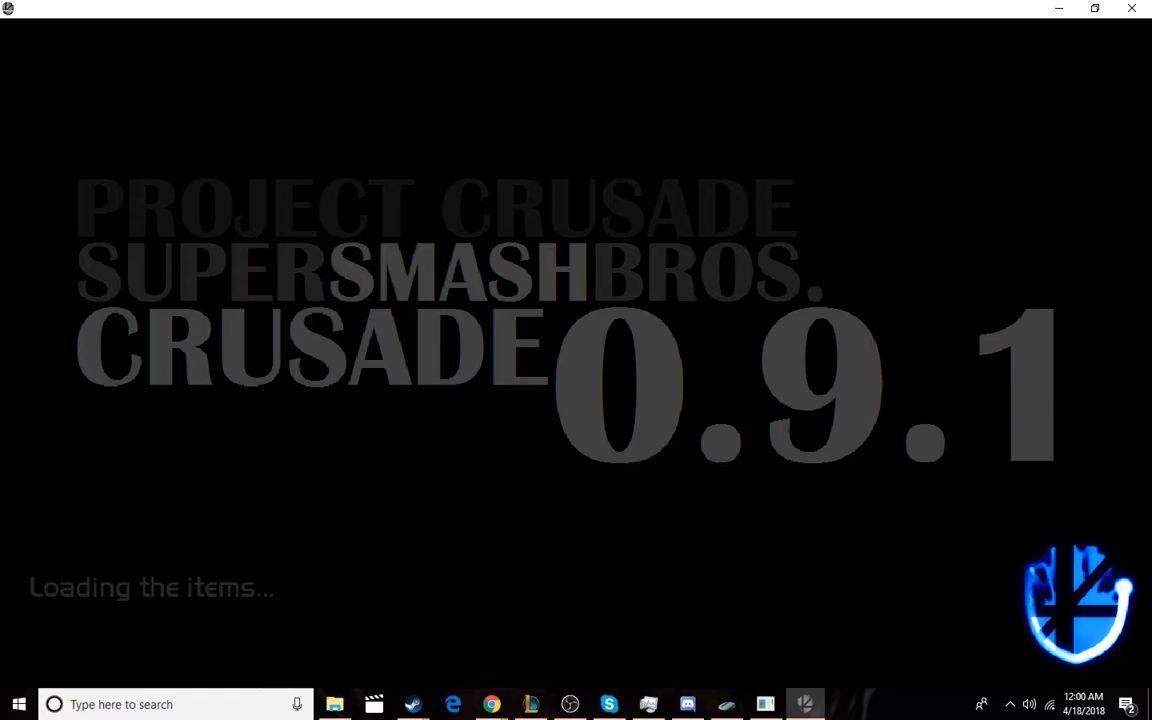 PROJECT CRUSADE
SUPERSMASHBROS.
CRUSADE 0.9.1
Loading the items...
Type here to search
12:00 AM
4/18/2018
2